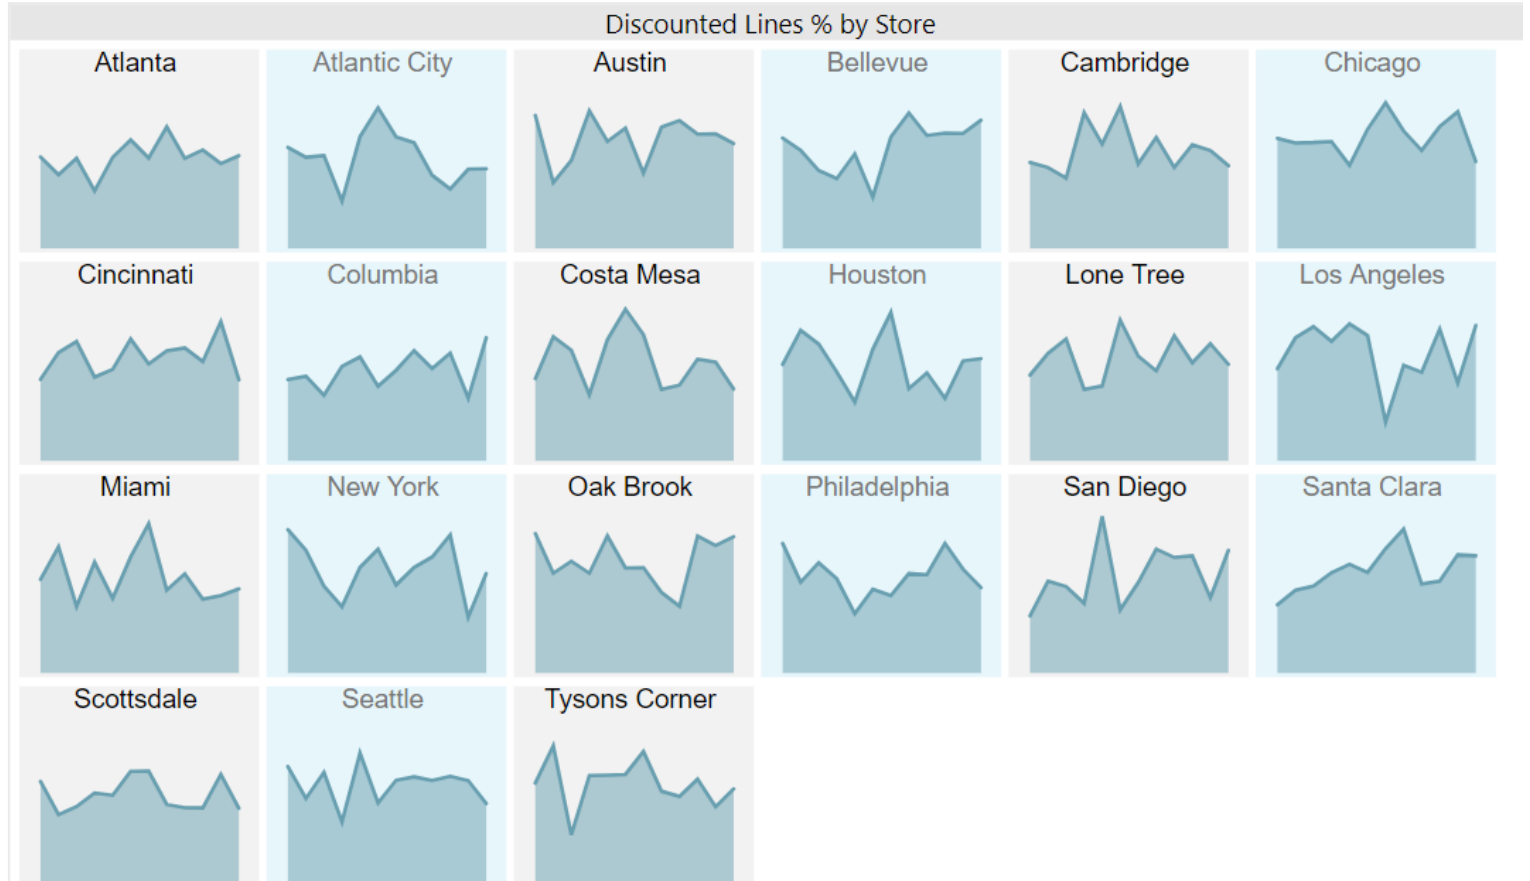 Discounted Lines % by Store
Atlanta
Atlantic City
Austin
Bellevue
Cambridge
Chicago
Cincinnati
Columbia
Costa Mesa
Houston
Lone Tree
Los Angeles
Miami
New York
Oak Brook
Philadelphia
San Diego
Santa Clara
Scottsdale
Seattle
Tysons Corner